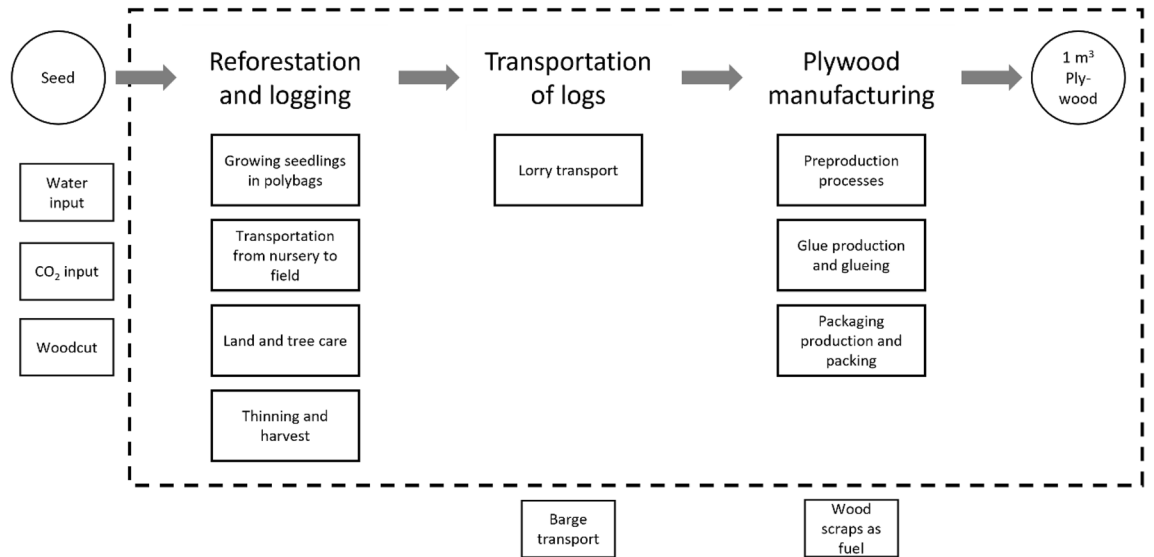 Seed
Reforestation
and logging
Transportation
of logs
Plywood
manufacturing
1 m³
Ply-
wood
Water
input
CO₂ input
Woodcut
Growing seedlings
in polybags
Transportation
from nursery to
field
Land and tree care
Thinning and
harvest
Lorry transport
Preproduction
processes
Glue production
and glueing
Packaging
production and
packing
Barge
transport
Wood
scraps as
fuel